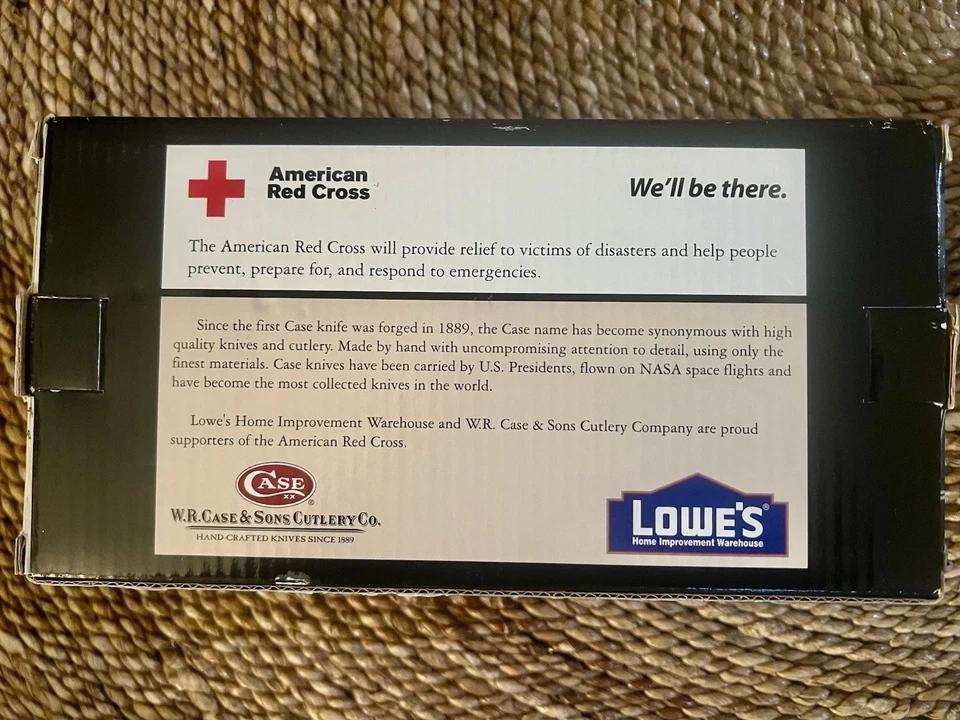 American
Red Cross
We'll be there.
The American Red Cross will provide relief to victims of disasters and help people
prevent, prepare for, and respond to emergencies.
Since the first Case knife was forged in 1889, the Case name has become synonymous with high
quality knives and cutlery. Made by hand with uncompromising attention to detail, using only the
finest materials. Case knives have been carried by U.S. Presidents, flown on NASA space flights and
have become the most collected knives in the world.
Lowe's Home Improvement Warehouse and W.R. Case & Sons Cutlery Company are proud
supporters of the American Red Cross.
CASE
XX
®
W.R. CASE & SONS CUTLERY CO.
HAND-CRAFTED KNIVES SINCE 1889
LOWE'S®
Home Improvement Warehouse